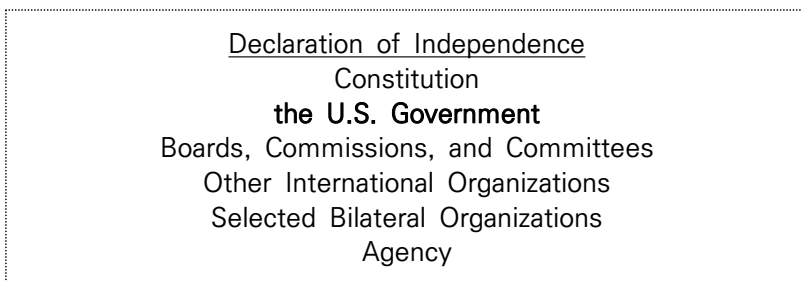 Declaration of Independence
Constitution
the U.S. Government
Boards, Commissions, and Committees
Other International Organizations
Selected Bilateral Organizations
Agency